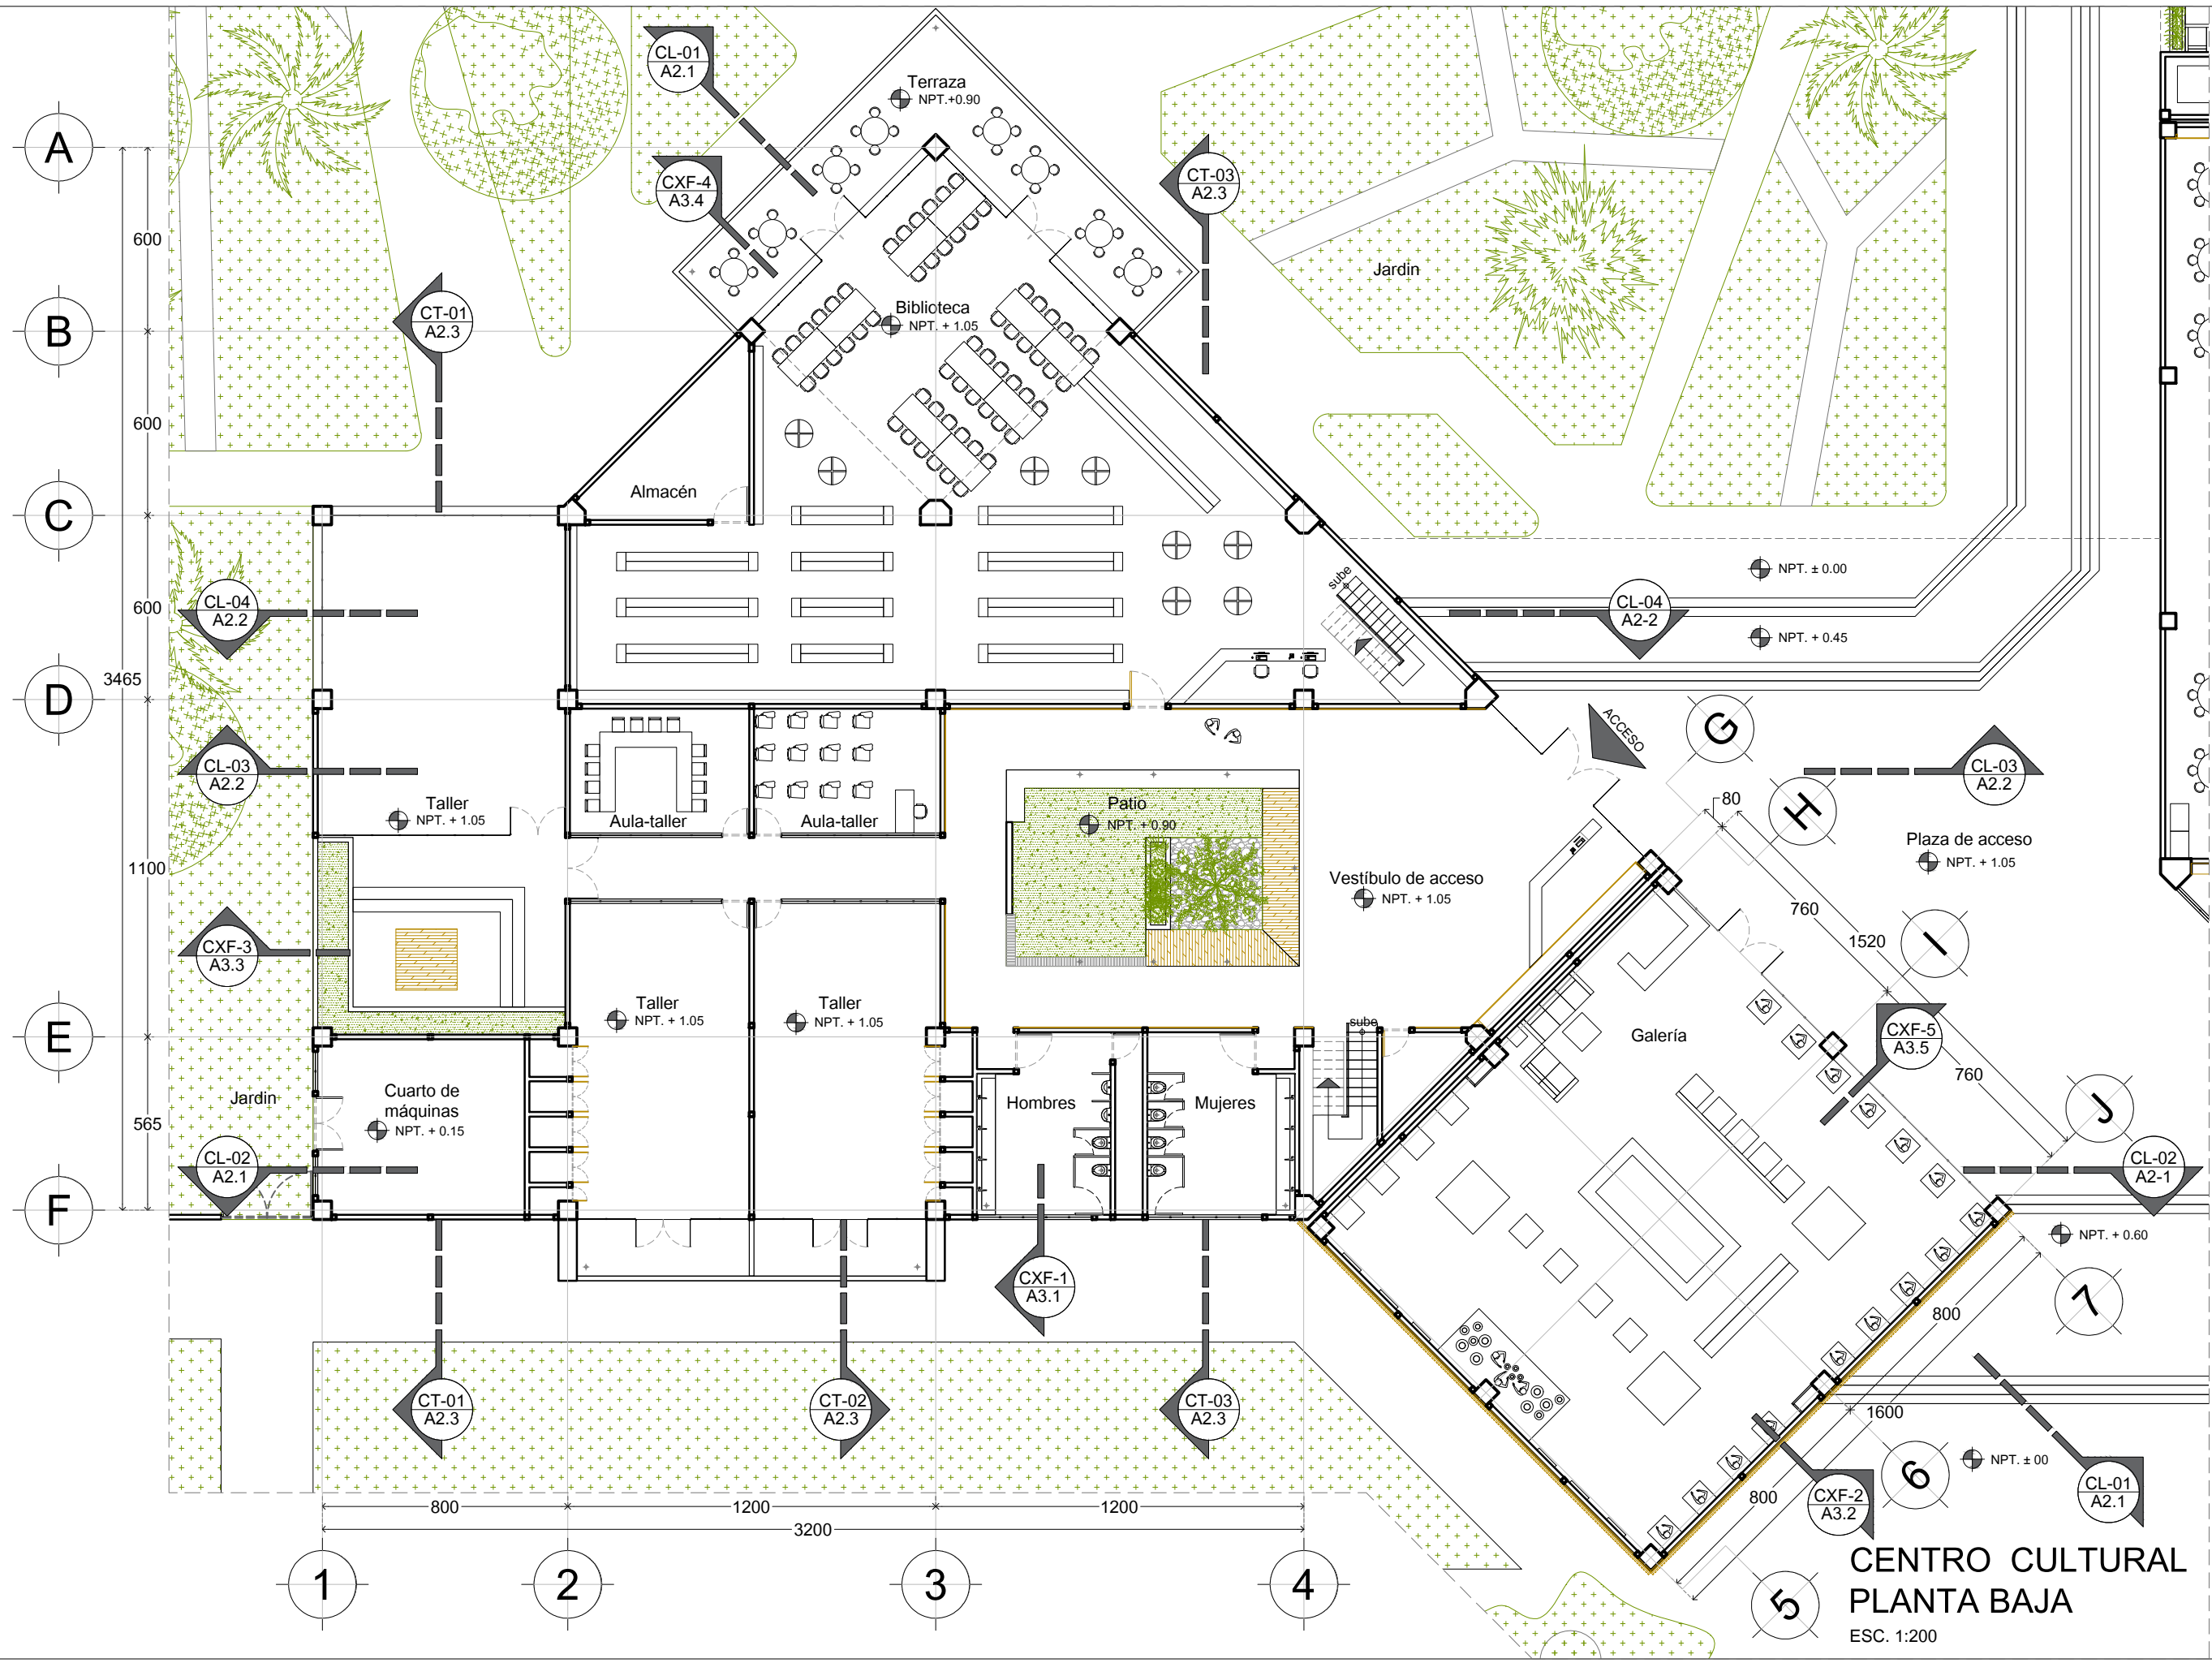 CL-01
A2.1
Terraza
NPT.+0.90
A
CXF-4
A3.4
CT-03
A2.3
600
Jardin
CT-01
A2.3
Biblioteca
NPT. + 1.05
B
600
Almacén
C
NPT. ± 0.00
sube
CL-04
A2.2
600
CL-04
A2-2
NPT. + 0.45
3465
D
ACCESO
G
CL-03
A2.2
CL-03
A2.2
80
H
Taller
NPT. + 1.05
Aula-taller
Aula-taller
Patio
NPT. + 0.90
Plaza de acceso
NPT. + 1.05
1100
Vestíbulo de acceso
NPT. + 1.05
760
1520
I
CXF-3
A3.3
Taller
NPT. + 1.05
Taller
NPT. + 1.05
sube
Galería
CXF-5
A3.5
E
760
Jardin
Cuarto de
máquinas
NPT. + 0.15
Hombres
Mujeres
J
565
CL-02
A2.1
CL-02
A2-1
F
NPT. + 0.60
CXF-1
A3.1
7
800
CT-01
A2.3
CT-02
A2.3
CT-03
A2.3
1600
NPT. ± 00
6
CL-01
A2.1
800
CXF-2
A3.2
800
1200
1200
3200
1
2
3
4
5
CENTRO CULTURAL
PLANTA BAJA
ESC. 1:200